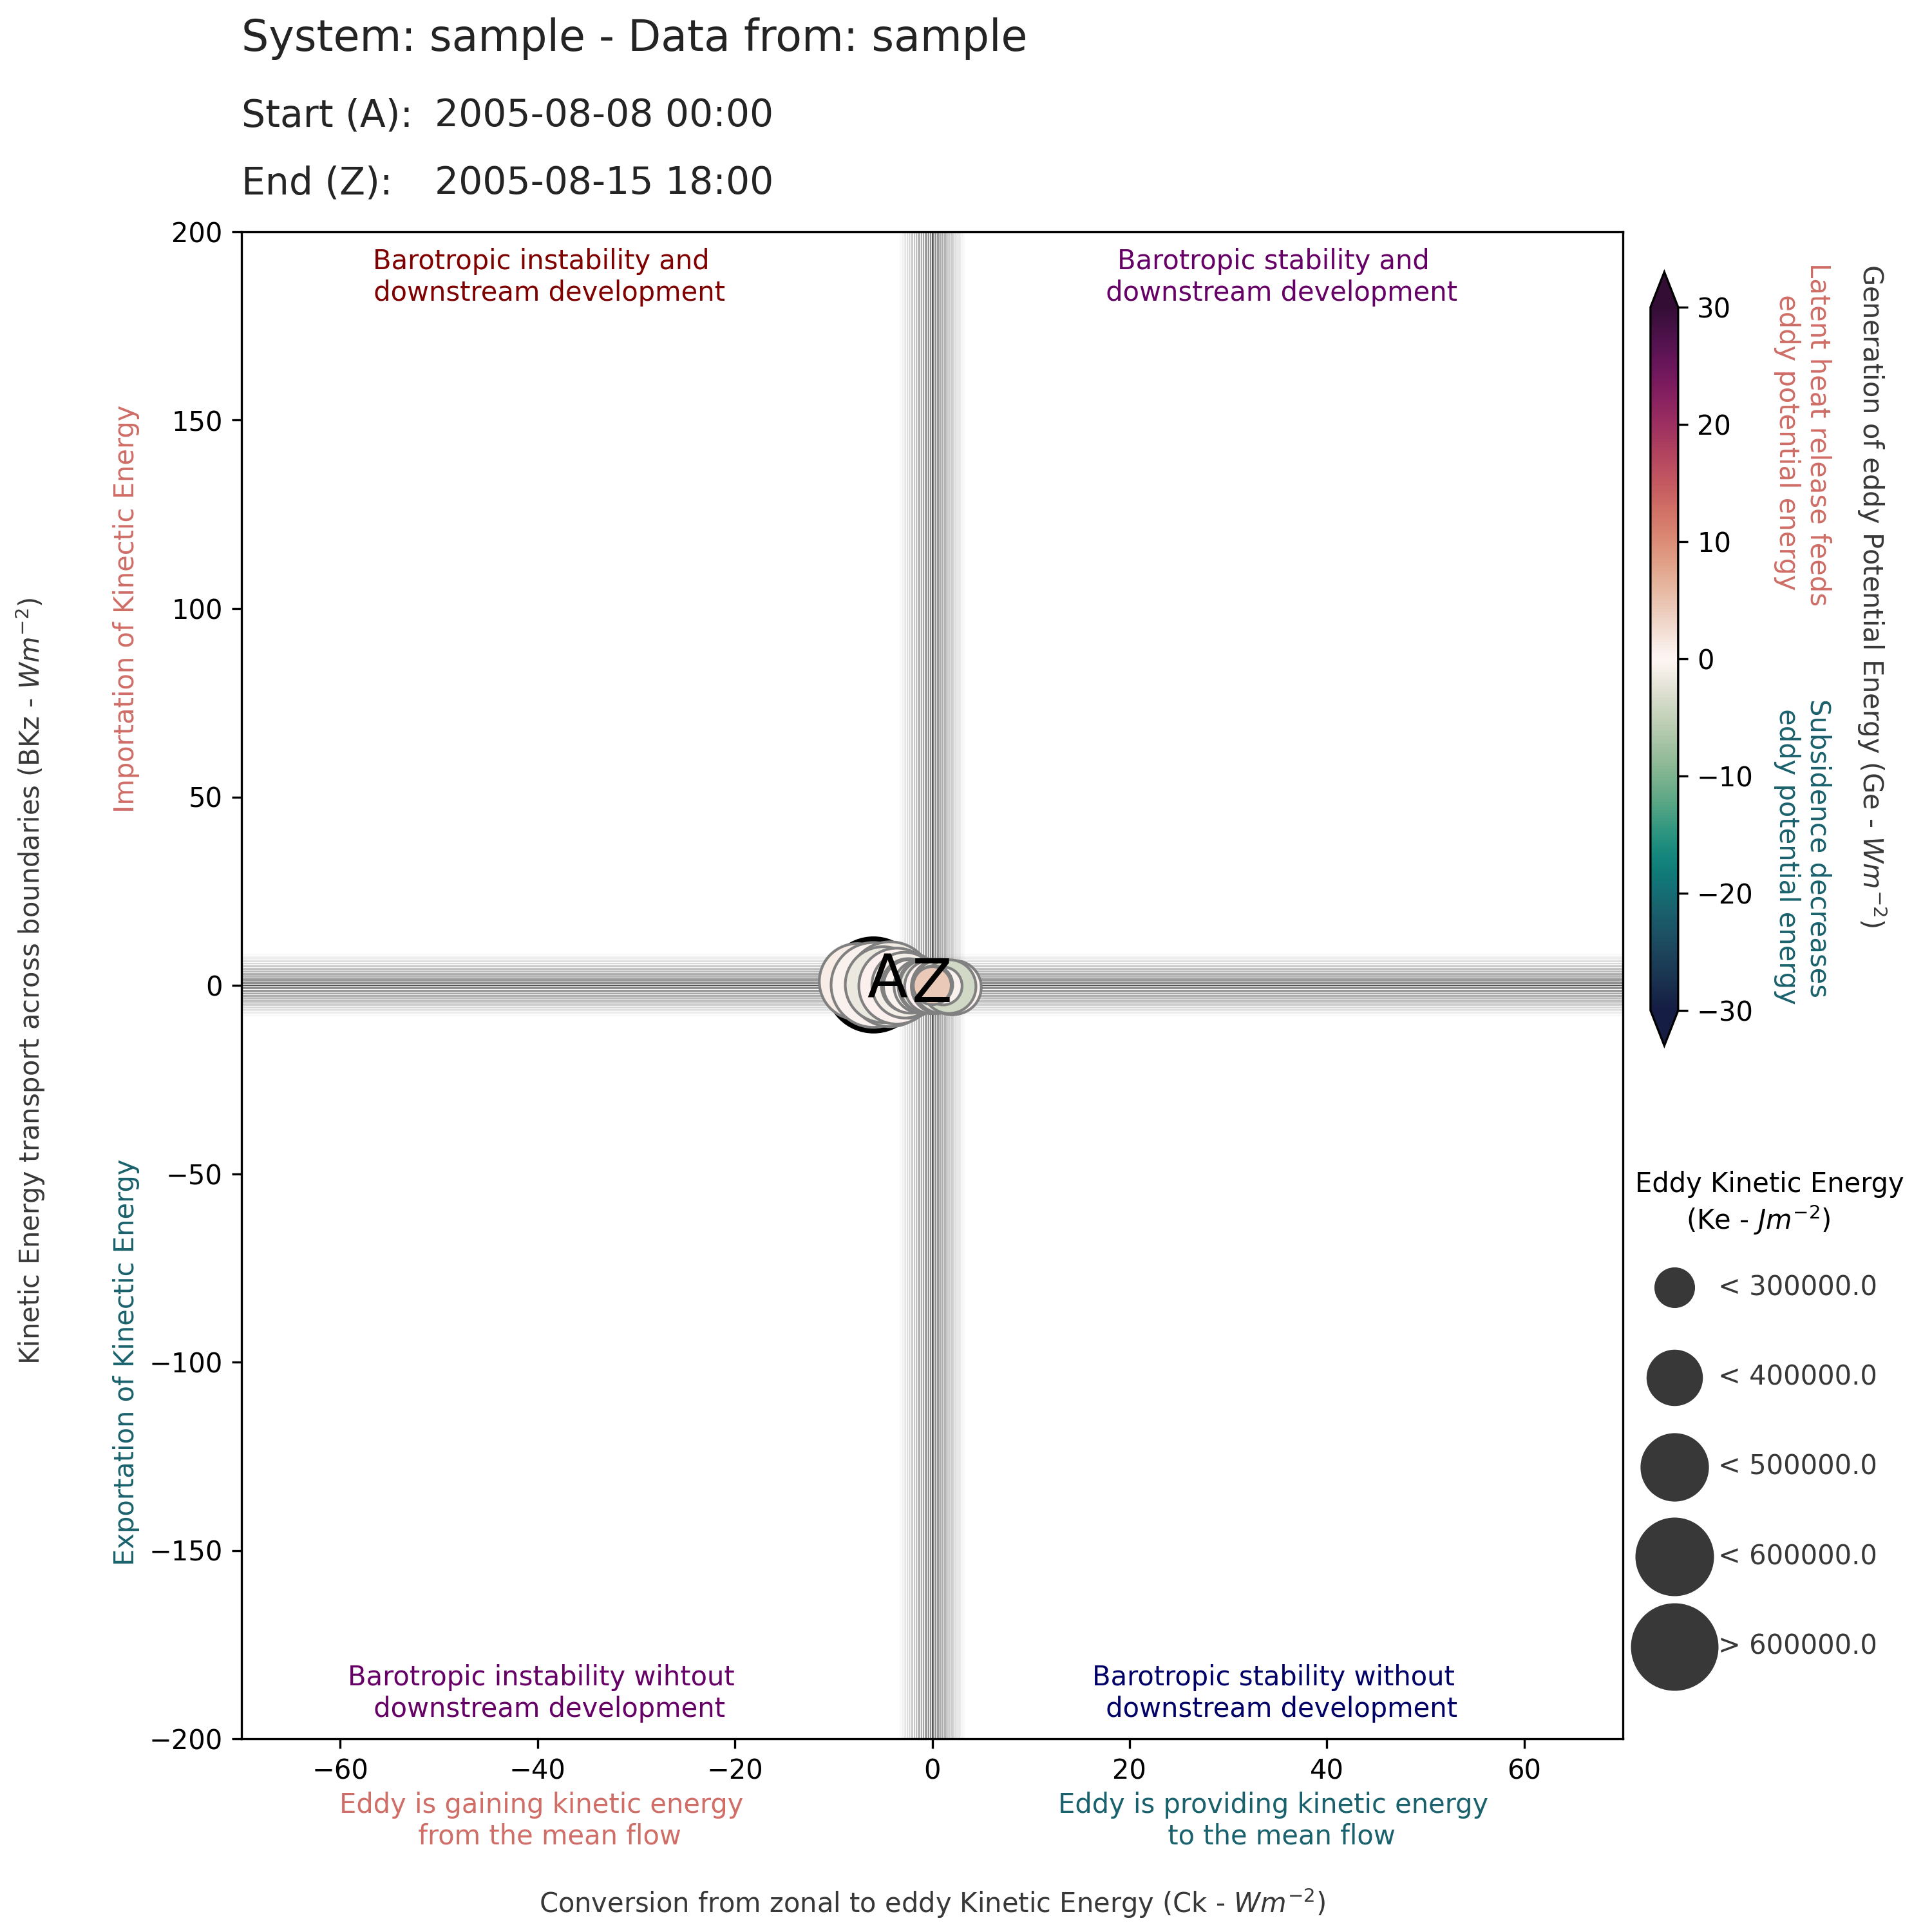 System: sample - Data from: sample
Start (A): 2005-08-08 00:00
End (Z): 2005-08-15 18:00
Barotropic instability and
downstream development
Barotropic stability and
downstream development
200
150
100
50
0
−50
−100
−150
−200
Kinetic Energy transport across boundaries (BKz - Wm⁻²)
Importation of Kinectic Energy
Exportation of Kinectic Energy
A
Z
Barotropic instability wihtout
downstream development
Barotropic stability without
downstream development
−60
−40
−20
0
20
40
60
Eddy is gaining kinetic energy
from the mean flow
Eddy is providing kinetic energy
to the mean flow
Conversion from zonal to eddy Kinetic Energy (Ck - Wm⁻²)
30
20
10
0
−10
−20
−30
Latent heat release feeds
eddy potential energy
Subsidence decreases
eddy potential energy
Generation of eddy Potential Energy (Ge - Wm⁻²)
Eddy Kinetic Energy
(Ke - Jm⁻²)
< 300000.0
< 400000.0
< 500000.0
< 600000.0
> 600000.0